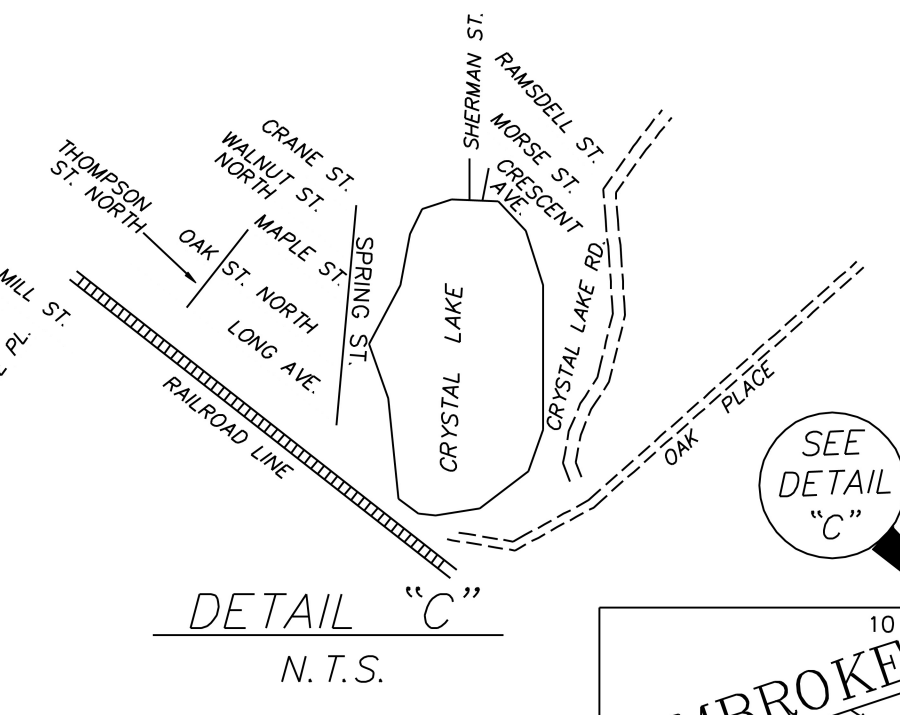 SHERMAN ST.
RAMSDELL ST.
MORSE ST.
CRESCENT
AVE.
CRANE ST.
WALNUT ST.
NORTH
THOMPSON
ST. NORTH
MAPLE ST.
OAK ST. NORTH
SPRING ST.
LONG AVE.
MILL ST.
PL.
RAILROAD LINE
CRYSTAL LAKE
CRYSTAL LAKE RD.
OAK PLACE
SEE
DETAIL
"C"
DETAIL "C"
N.T.S.
10
MBROKE